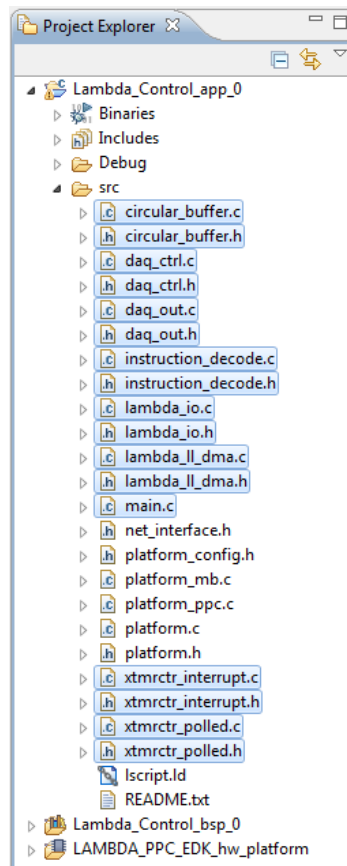 Project Explorer
Lambda_Control_app_0
Binaries
Includes
Debug
src
circular_buffer.c
circular_buffer.h
daq_ctrl.c
daq_ctrl.h
daq_out.c
daq_out.h
instruction_decode.c
instruction_decode.h
lambda_io.c
lambda_io.h
lambda_ll_dma.c
lambda_ll_dma.h
main.c
net_interface.h
platform_config.h
platform_mb.c
platform_ppc.c
platform.c
platform.h
xtmrctr_interrupt.c
xtmrctr_interrupt.h
xtmrctr_polled.c
xtmrctr_polled.h
lscript.ld
README.txt
Lambda_Control_bsp_0
LAMBDA_PPC_EDK_hw_platform